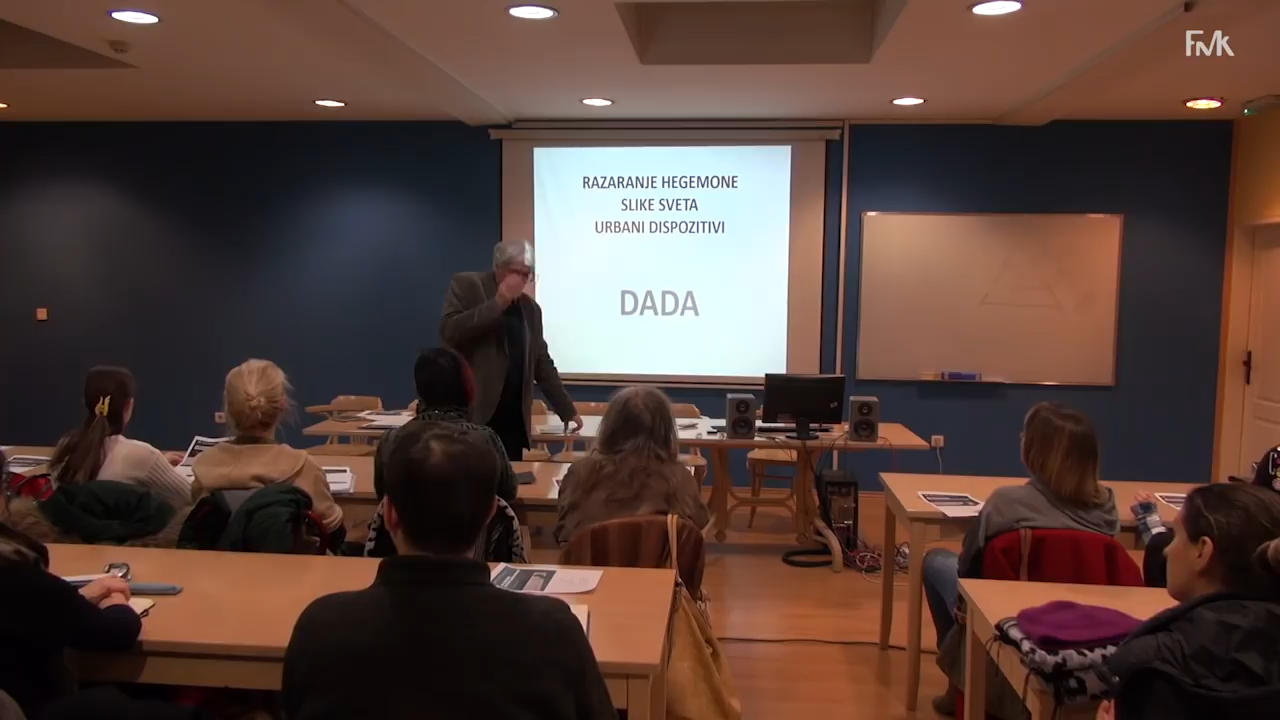 FMK
RAZARANJE HEGEMONE
SLIKE SVETA
URBANI DISPOZITIVI
DADA